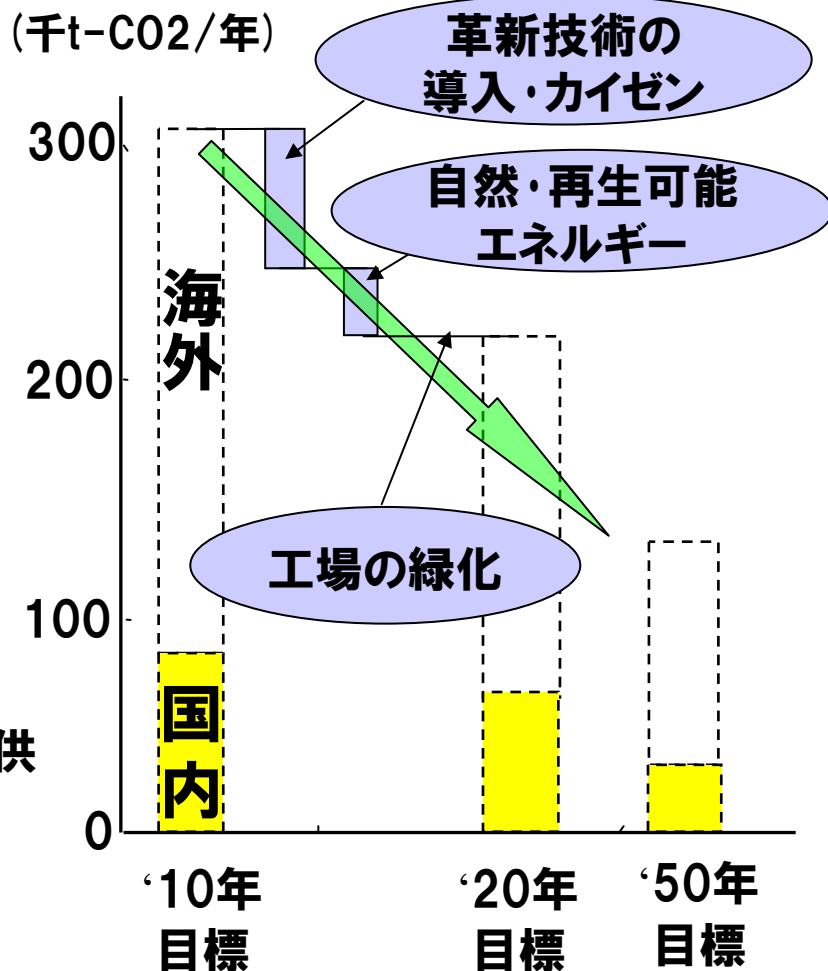 (千t-CO2/年)
革新技術の
導入・カイゼン
300
自然・再生可能
エネルギー
海外
200
工場の緑化
100
国内
供
0
‘10年
目標
‘20年
目標
‘50年
目標